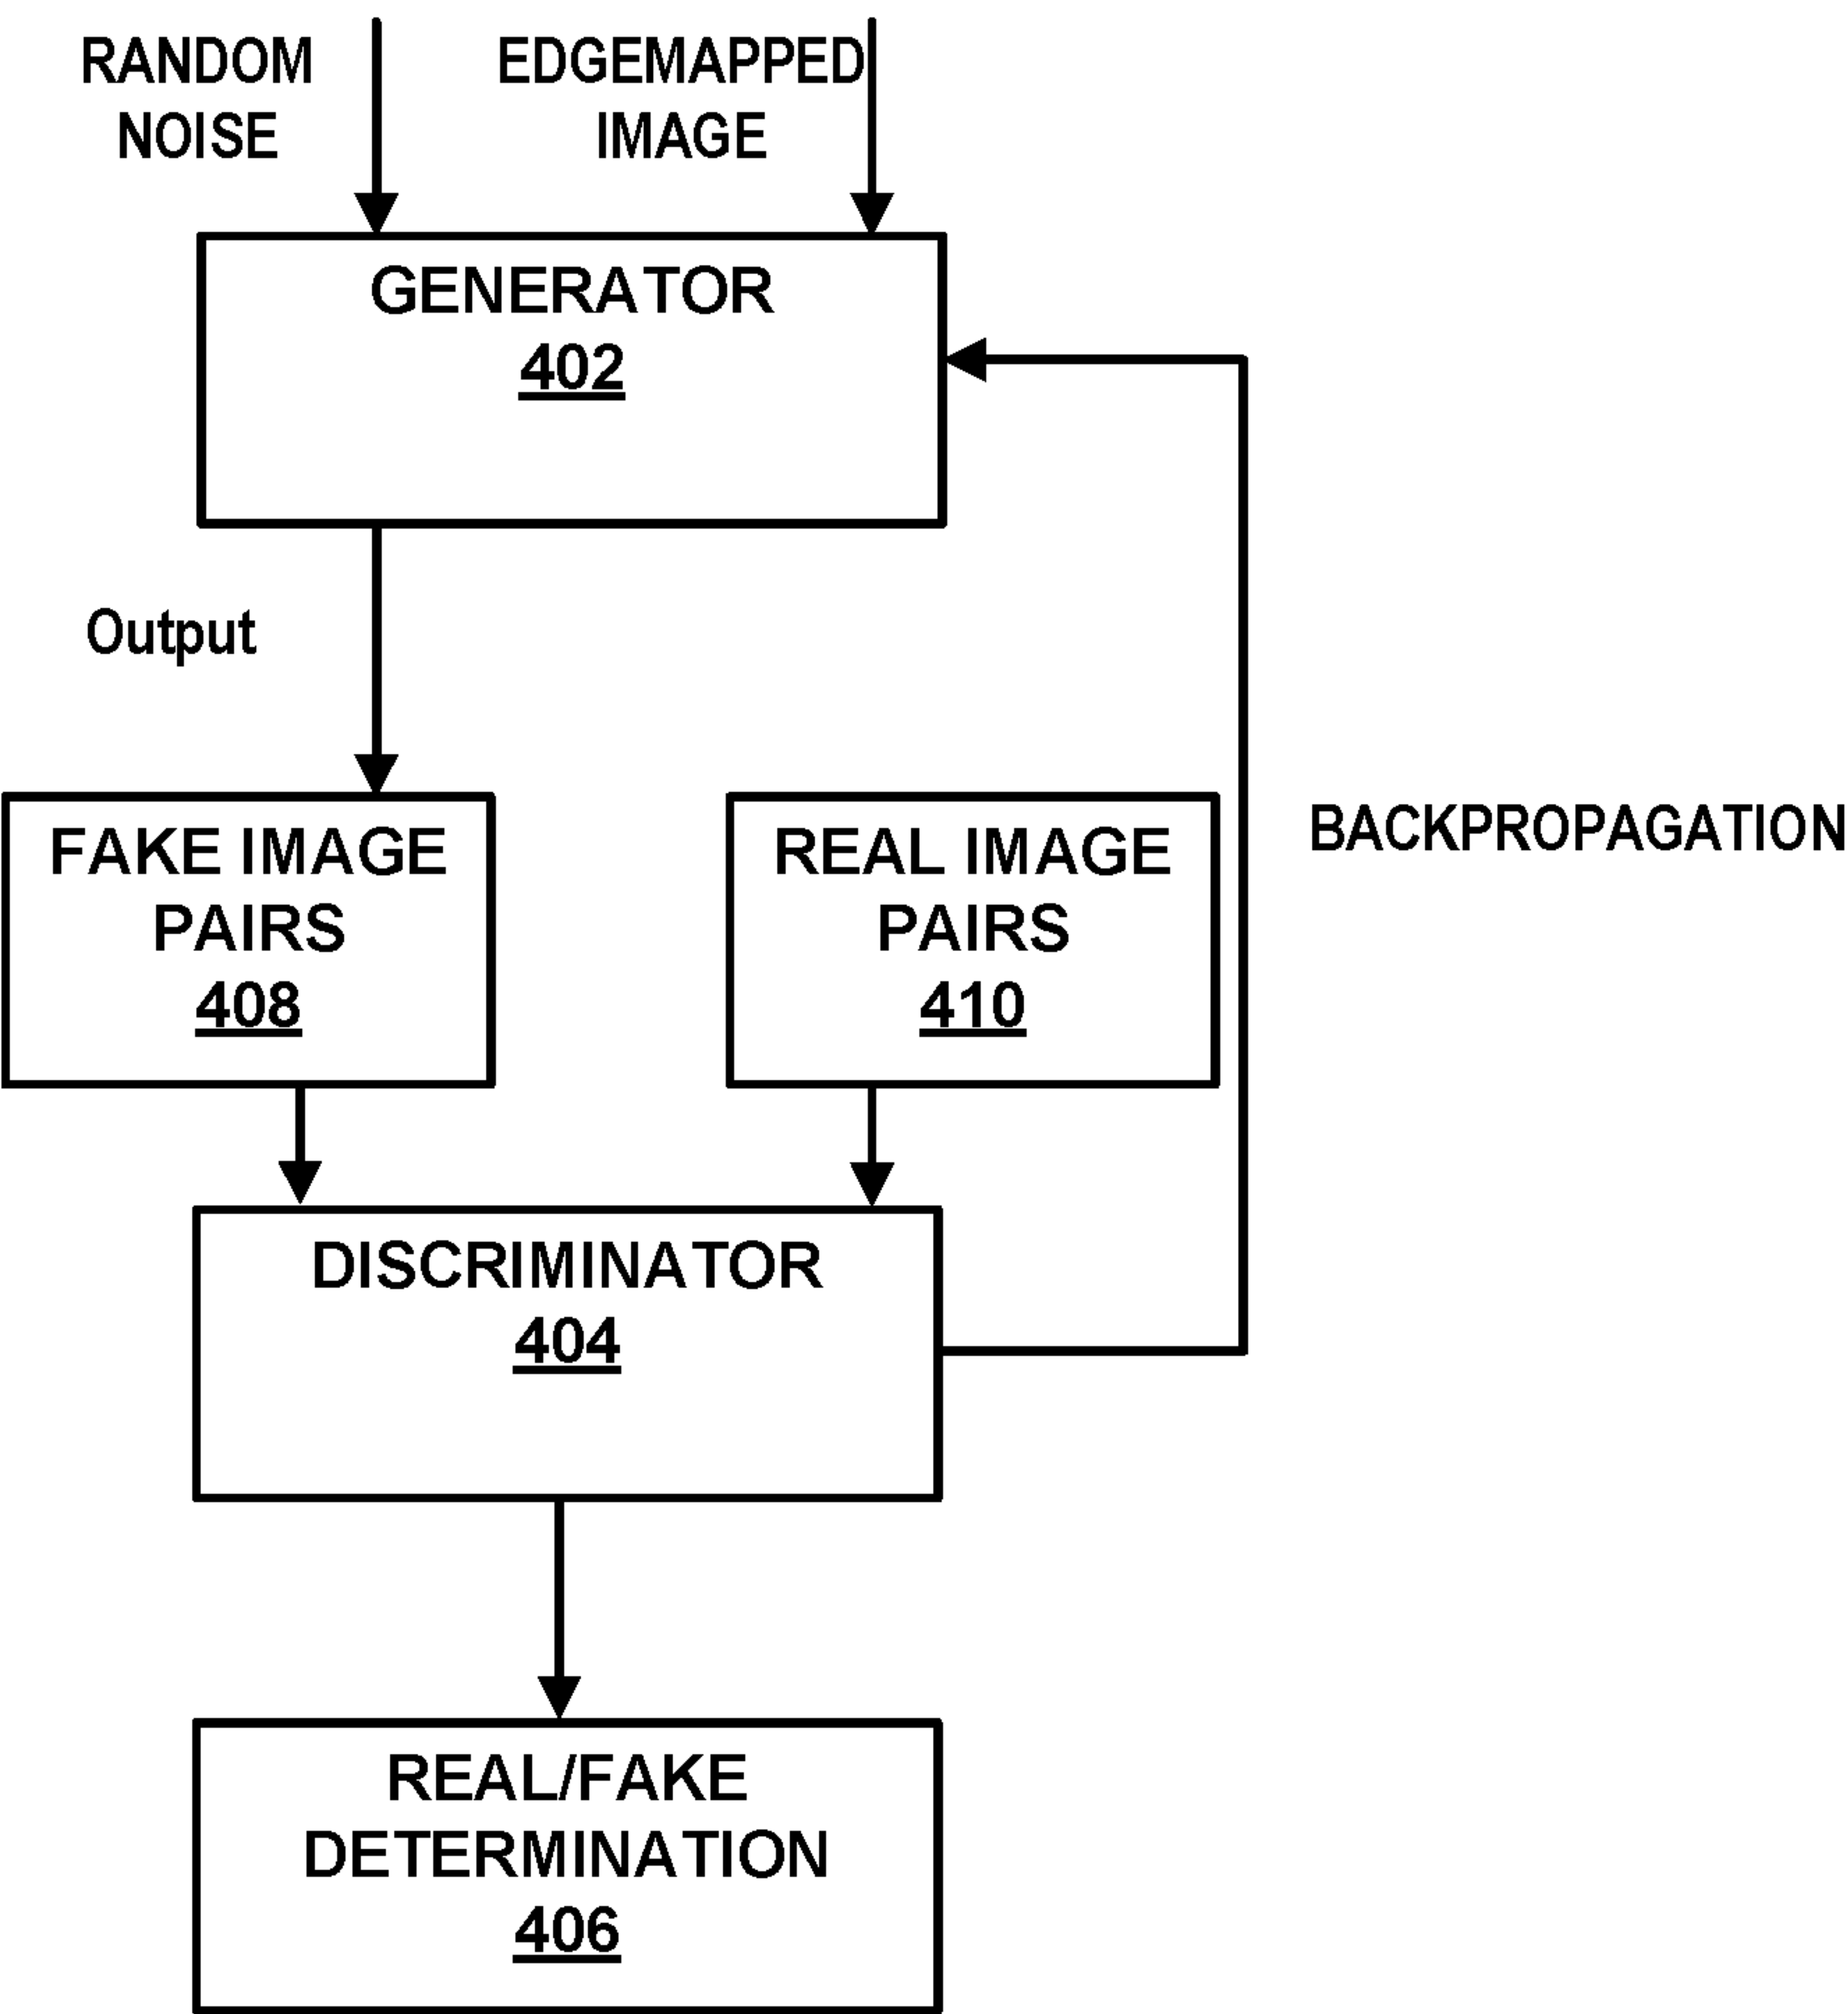 RANDOM
NOISE
EDGEMAPPED
IMAGE
GENERATOR
402
Output
FAKE IMAGE
PAIRS
408
REAL IMAGE
PAIRS
410
BACKPROPAGATION
DISCRIMINATOR
404
REAL/FAKE
DETERMINATION
406